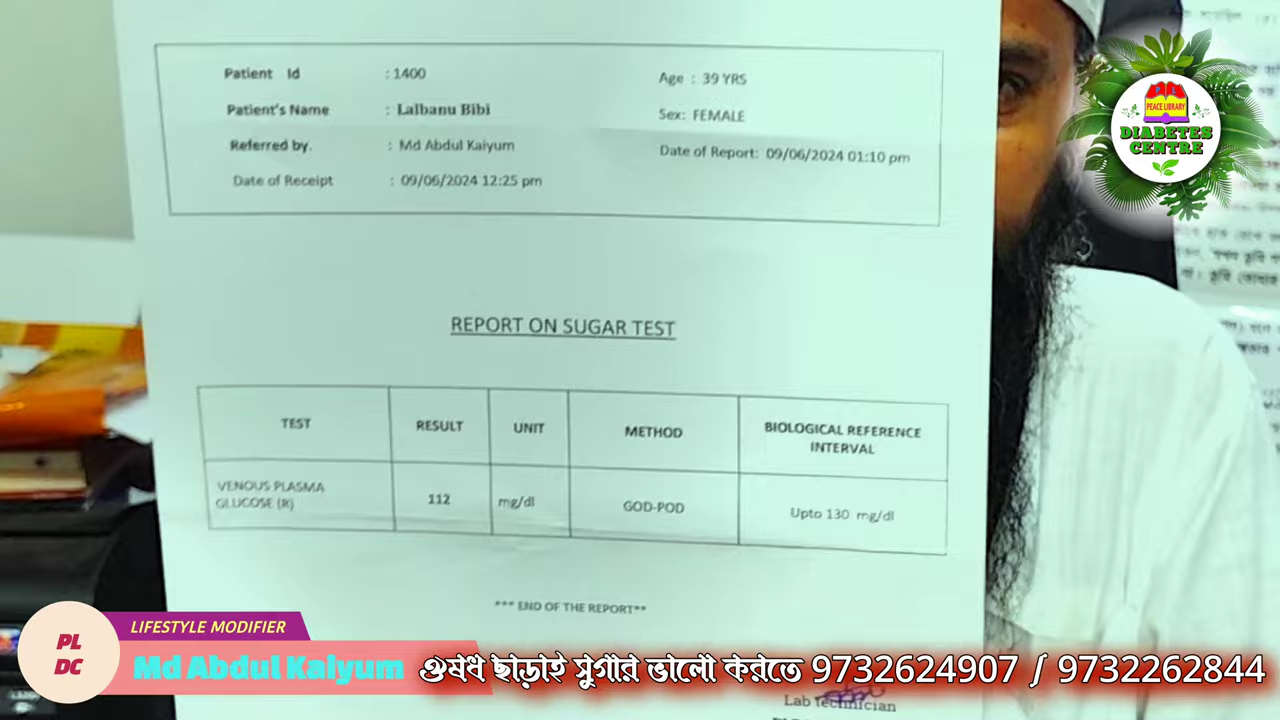 Patient Id : 1400
Patient's Name : Lalbanu Bibi
Referred by. : Md Abdul Kaiyum
Date of Receipt : 09/06/2024 12:25 pm
Age : 39 YRS
Sex: FEMALE
Date of Report: 09/06/2024 01:10 pm
PEACE LIBRARY
DIABETES
CENTRE
REPORT ON SUGAR TEST
TEST RESULT UNIT METHOD BIOLOGICAL REFERENCE INTERVAL
VENOUS PLASMA GLUCOSE (R) 112 mg/dl GOD-POD Upto 130 mg/dl
*** END OF THE REPORT**
PL
DC
LIFESTYLE MODIFIER
Md Abdul Kaiyum
ঔষধ ছাড়াই সুগার ভালো করতে 9732624907 / 9732262844
Lab Technician